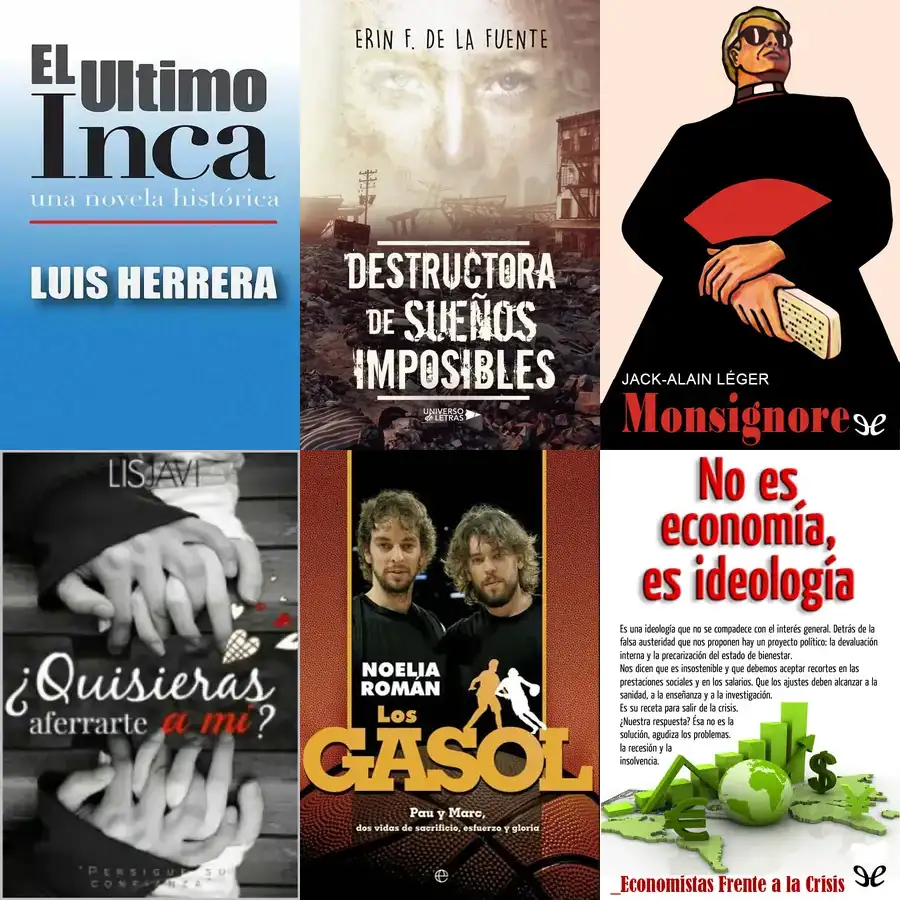 EL
Ultimo
Inca
una novela histórica
LUIS HERRERA
ERIN F. DE LA FUENTE
DESTRUCTORA
DE SUEÑOS
IMPOSIBLES
UNIVERSO
DE LETRAS
JACK-ALAIN LÉGER
Monsignore
LISJAVI
¿Quisieras
aferrarte a mi?
"PERSIGUE SU
CONFIANZA"
NOELIA
ROMÁN
Los
GASOL
Pau y Marc,
dos vidas de sacrificio, esfuerzo y gloria
e
No es
economía,
es ideología
Es una ideología que no se compadece con el interés general. Detrás de la
falsa austeridad que nos proponen hay un proyecto político: la devaluación
interna y la precarización del estado de bienestar.
Nos dicen que es insostenible y que debemos aceptar recortes en las
prestaciones sociales y en los salarios. Que los ajustes deben alcanzar a la
sanidad, a la enseñanza y a la investigación.
Es su receta para salir de la crisis.
¿Nuestra respuesta? Ésa no es la
solución, agudiza los problemas.
la recesión y la
insolvencia.
_Economistas Frente a la Crisis